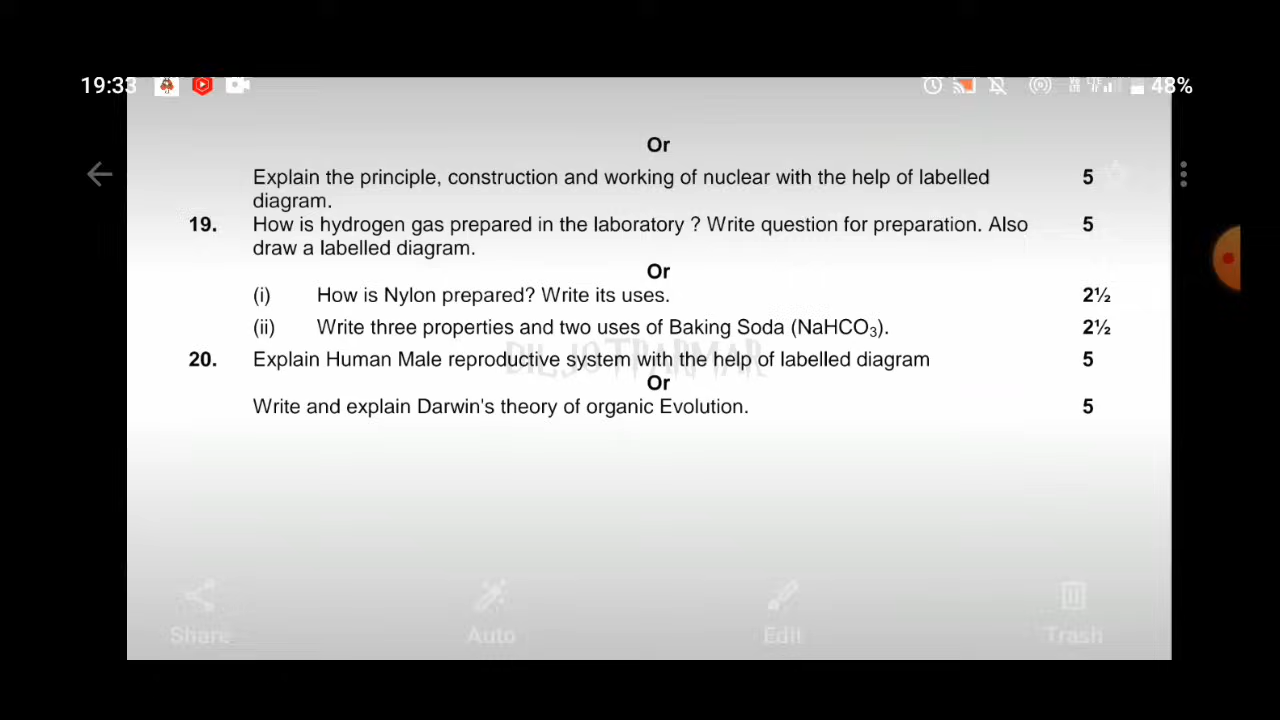 19:33
48%
Or
Explain the principle, construction and working of nuclear with the help of labelled 5
diagram.
19. How is hydrogen gas prepared in the laboratory ? Write question for preparation. Also 5
draw a labelled diagram.
Or
(i) How is Nylon prepared? Write its uses. 2½
(ii) Write three properties and two uses of Baking Soda (NaHCO₃). 2½
DILJOTPARMAR
20. Explain Human Male reproductive system with the help of labelled diagram 5
Or
Write and explain Darwin's theory of organic Evolution. 5
Share Auto Edit Trash